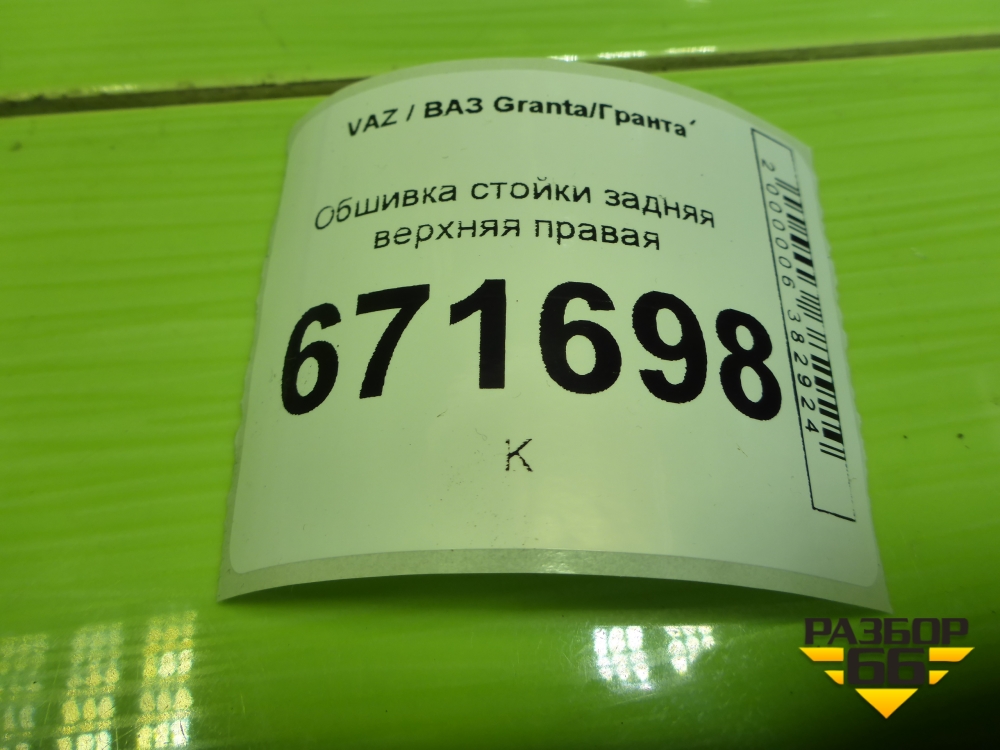 VAZ / ВАЗ Granta/Гранта
Обшивка стойки задняя
верхняя правая
671698
К
2000006382924
РАЗБОР
66